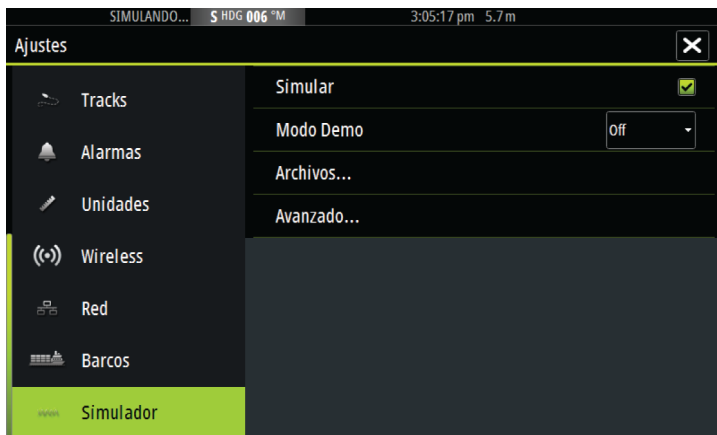 SIMULANDO... S HDG 006 °M 3:05:17 pm 5.7 m
Ajustes
Tracks
Alarmas
Unidades
Wireless
Red
Barcos
Simulador
Simular
Modo Demo Off
Archivos...
Avanzado...